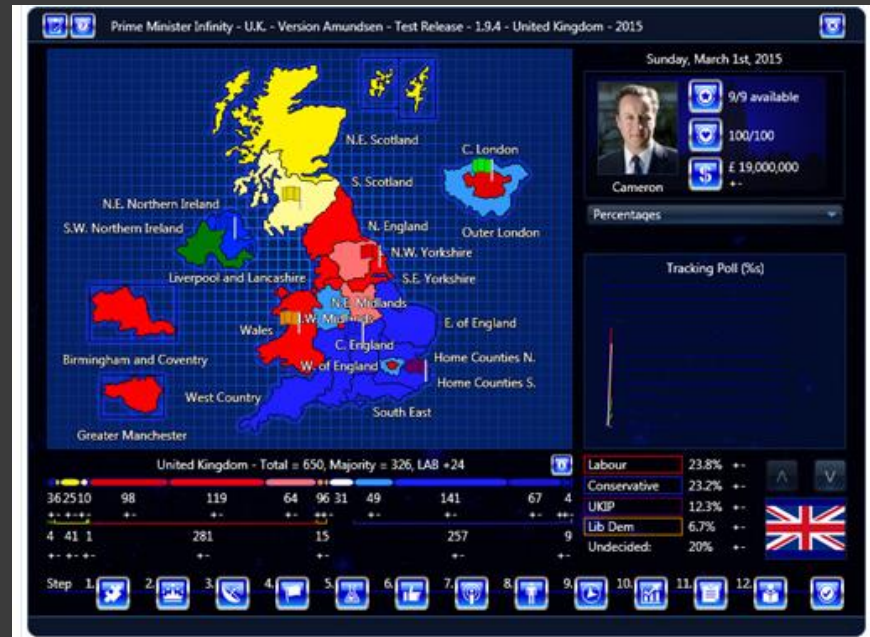 Prime Minister Infinity - U.K. - Version Amundsen - Test Release - 1.9.4 - United Kingdom - 2015
Sunday, March 1st, 2015
9/9 available
100/100
£ 19,000,000
+-
Cameron
Percentages
N.E. Scotland
C. London
S. Scotland
N.E. Northern Ireland
S.W. Northern Ireland
N. England
Outer London
N.W. Yorkshire
Liverpool and Lancashire
S.E. Yorkshire
N.E. Midlands
Wales
E. of England
C. England
Birmingham and Coventry
W. of England
Home Counties N.
Home Counties S.
West Country
South East
Greater Manchester
Tracking Poll (%s)
United Kingdom - Total = 650, Majority = 326, LAB +24
36 25 10 98 119 64 9 6 31 49 141 67 4
4 41 1 281 15 257 9
Labour 23.8% +-
Conservative 23.2% +-
UKIP 12.3% +-
Lib Dem 6.7% +-
Undecided: 20% +-
Step 1. 2. 3. 4. 5. 6. 7. 8. 9. 10. 11. 12.